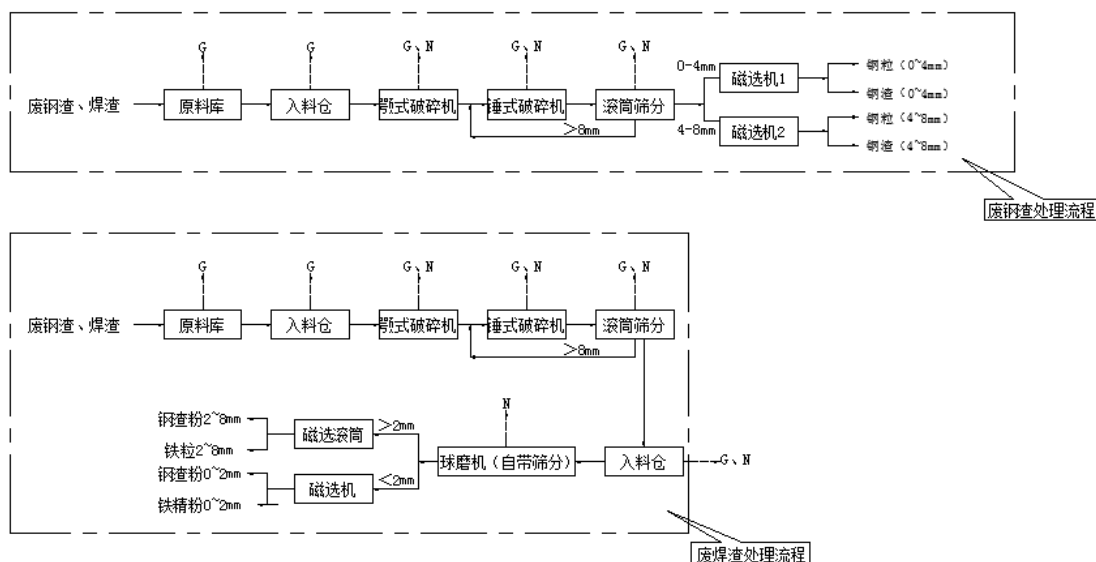 G G G、N G、N G、N
0-4mm 磁选机1 钢粒（0~4mm）
钢渣（0~4mm）
废钢渣、焊渣 原料库 入料仓 颚式破碎机 锤式破碎机 滚筒筛分
>8mm
4-8mm 磁选机2 钢粒（4~8mm）
钢渣（4~8mm）
废钢渣处理流程
G G G、N G、N G、N
废钢渣、焊渣 原料库 入料仓 颚式破碎机 锤式破碎机 滚筒筛分
>8mm
钢渣粉2~8mm 磁选滚筒 >2mm N
铁粒2~8mm
球磨机（自带筛分） 入料仓 G、N
钢渣粉0~2mm 磁选机 <2mm
铁精粉0~2mm
废焊渣处理流程